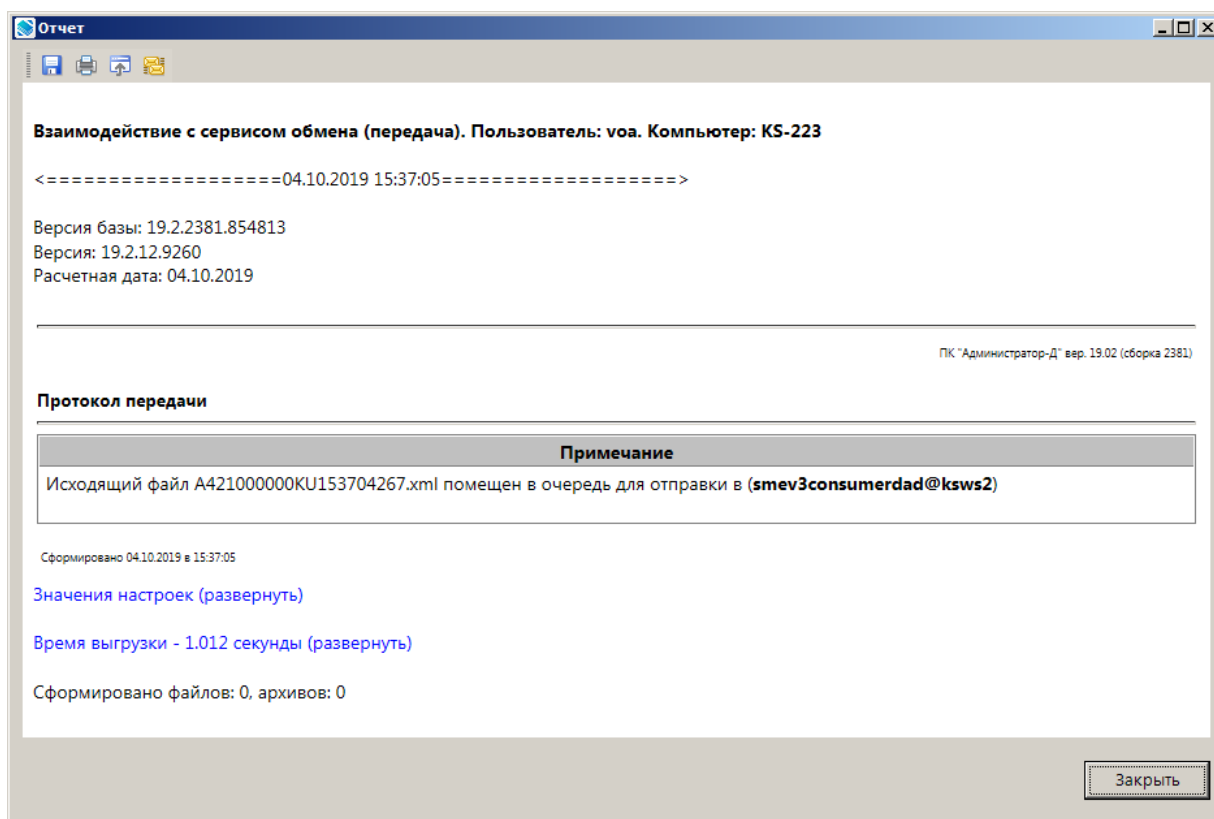 Отчет
Взаимодействие с сервисом обмена (передача). Пользователь: voa. Компьютер: KS-223
<===================04.10.2019 15:37:05===================>
Версия базы: 19.2.2381.854813
Версия: 19.2.12.9260
Расчетная дата: 04.10.2019
ПК "Администратор-Д" вер. 19.02 (сборка 2381)
Протокол передачи
Примечание
Исходящий файл A421000000KU153704267.xml помещен в очередь для отправки в (smev3consumerdad@ksws2)
Сформировано 04.10.2019 в 15:37:05
Значения настроек (развернуть)
Время выгрузки - 1.012 секунды (развернуть)
Сформировано файлов: 0, архивов: 0
Закрыть